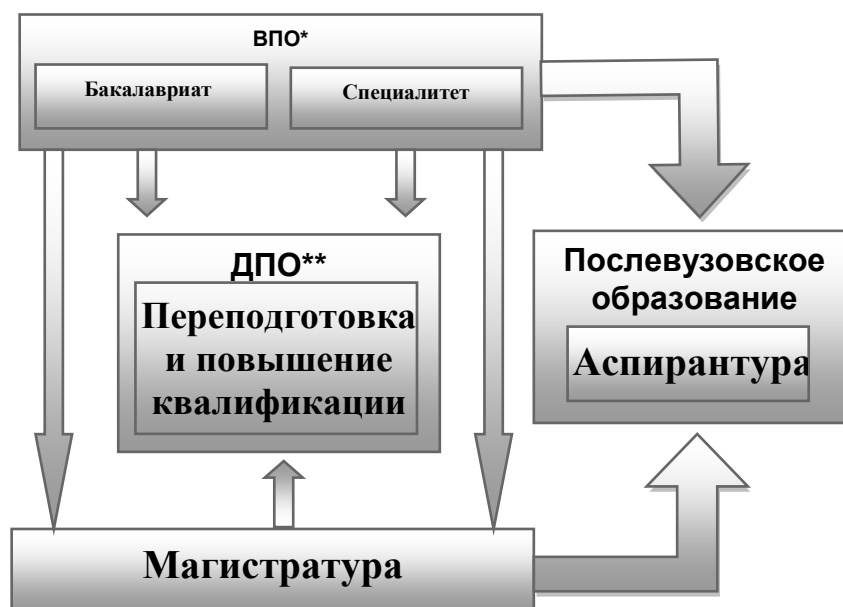 ВПО*
Бакалавриат
Специалитет
ДПО**
Переподготовка
и повышение
квалификации
Послевузовское
образование
Аспирантура
Магистратура